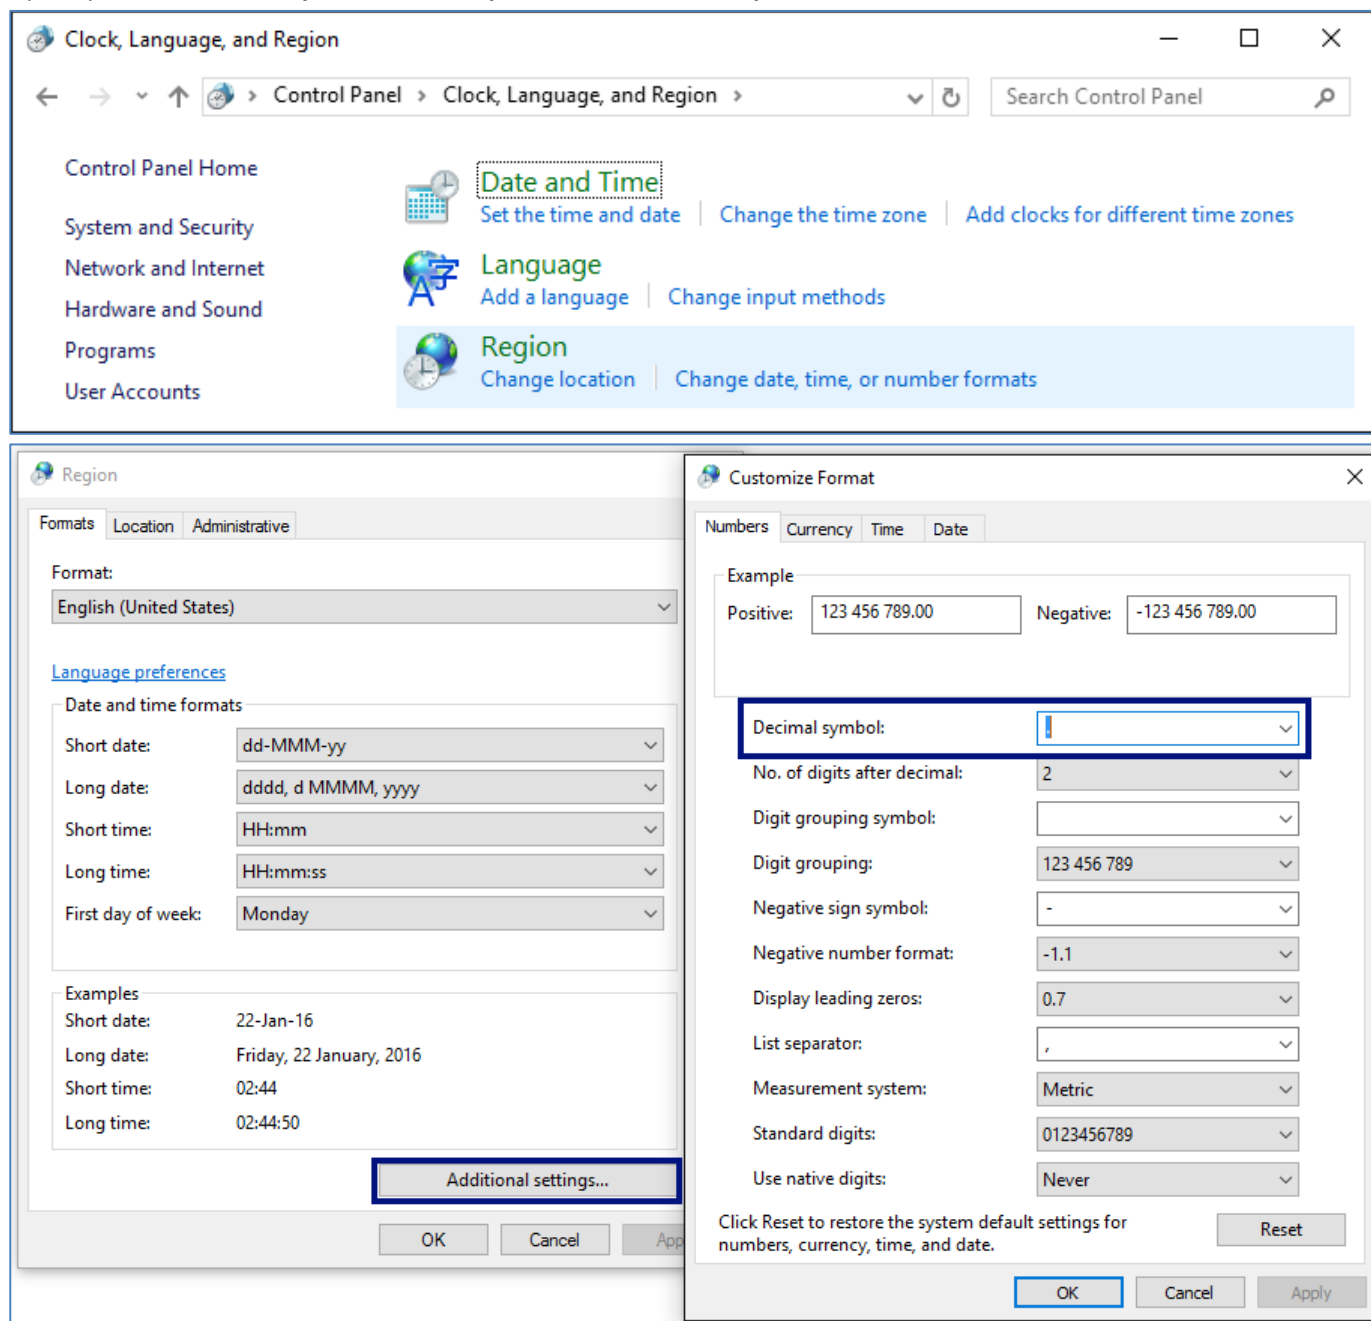 Clock, Language, and Region
Control Panel > Clock, Language, and Region >
Search Control Panel
Control Panel Home
System and Security
Network and Internet
Hardware and Sound
Programs
User Accounts
Date and Time
Set the time and date | Change the time zone | Add clocks for different time zones
Language
Add a language | Change input methods
Region
Change location | Change date, time, or number formats
Region
Formats Location Administrative
Format:
English (United States)
Language preferences
Date and time formats
Short date: dd-MMM-yy
Long date: dddd, d MMMM, yyyy
Short time: HH:mm
Long time: HH:mm:ss
First day of week: Monday
Examples
Short date: 22-Jan-16
Long date: Friday, 22 January, 2016
Short time: 02:44
Long time: 02:44:50
Additional settings...
OK Cancel
Customize Format
Numbers Currency Time Date
Example
Positive: 123 456 789.00 Negative: -123 456 789.00
Decimal symbol: .
No. of digits after decimal: 2
Digit grouping symbol:
Digit grouping: 123 456 789
Negative sign symbol: -
Negative number format: -1.1
Display leading zeros: 0.7
List separator: ,
Measurement system: Metric
Standard digits: 0123456789
Use native digits: Never
Click Reset to restore the system default settings for
numbers, currency, time, and date.
Reset
OK Cancel Apply